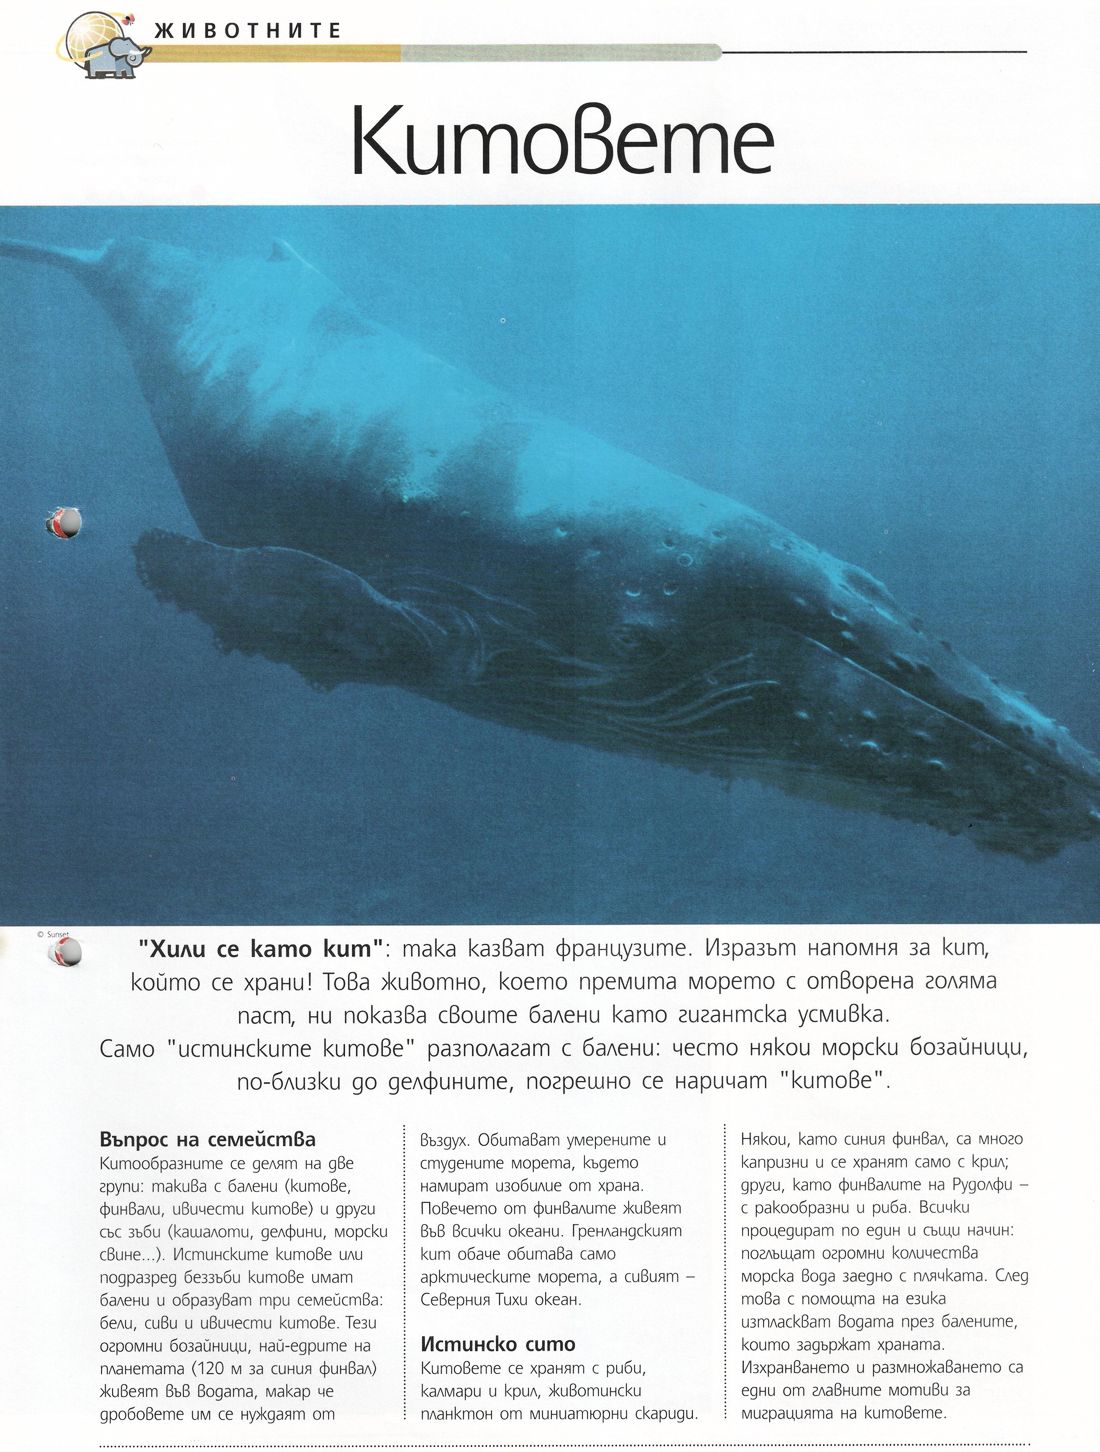 ЖИВОТНИТЕ
Китовете
© Sunset
"Хили се като кит": така казват французите. Изразът напомня за кит,
който се храни! Това животно, което премита морето с отворена голяма
паст, ни показва своите балени като гигантска усмивка.
Само "истинските китове" разполагат с балени: често някои морски бозайници,
по-близки до делфините, погрешно се наричат "китове".
Въпрос на семейства
Китообразните се делят на две
групи: такива с балени (китове,
финвали, ивичести китове) и други
със зъби (кашалоти, делфини, морски
свине...). Истинските китове или
подразред беззъби китове имат
балени и образуват три семейства:
бели, сиви и ивичести китове. Тези
огромни бозайници, най-едрите на
планетата (120 м за синия финвал)
живеят във водата, макар че
дробовете им се нуждаят от
въздух. Обитават умерените и
студените морета, където
намират изобилие от храна.
Повечето от финвалите живеят
във всички океани. Гренландският
кит обаче обитава само
арктическите морета, а сивият –
Северния Тихи океан.
Истинско сито
Китовете се хранят с риби,
калмари и крил, животински
планктон от миниатюрни скариди.
Някои, като синия финвал, са много
капризни и се хранят само с крил;
други, като финвалите на Рудолфи –
с ракообразни и риба. Всички
процедират по един и същи начин:
поглъщат огромни количества
морска вода заедно с плячката. След
това с помощта на езика
изтласкват водата през балените,
които задържат храната.
Изхранването и размножаването са
едни от главните мотиви за
миграцията на китовете.